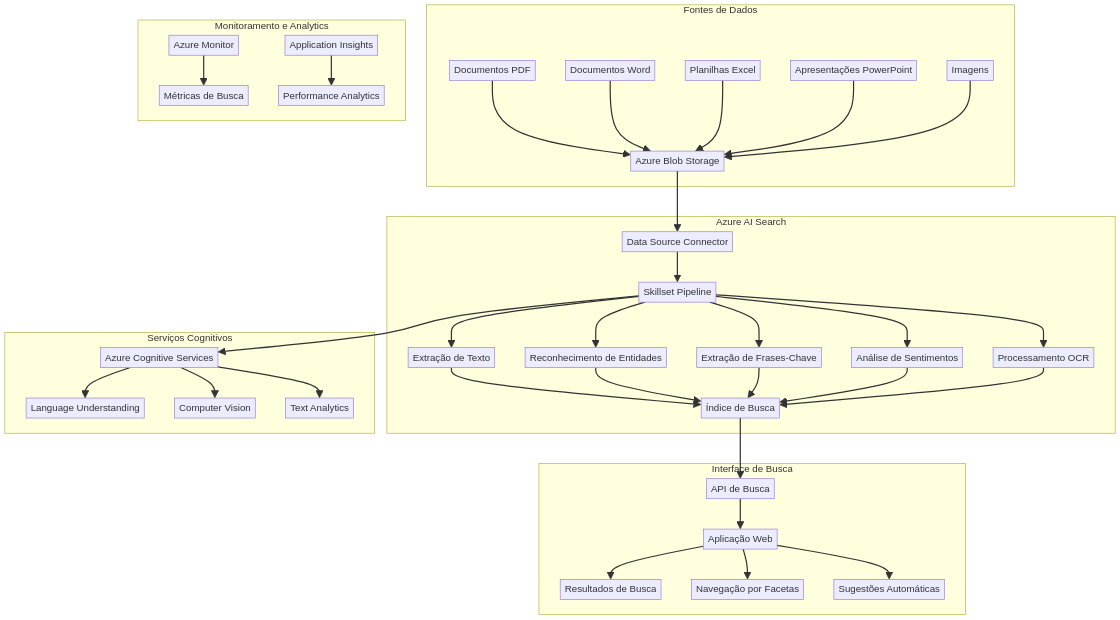 Monitoramento e Analytics
Azure Monitor
Application Insights
Métricas de Busca
Performance Analytics
Fontes de Dados
Documentos PDF
Documentos Word
Planilhas Excel
Apresentações PowerPoint
Imagens
Azure Blob Storage
Azure AI Search
Data Source Connector
Skillset Pipeline
Extração de Texto
Reconhecimento de Entidades
Extração de Frases-Chave
Análise de Sentimentos
Processamento OCR
Índice de Busca
Serviços Cognitivos
Azure Cognitive Services
Language Understanding
Computer Vision
Text Analytics
Interface de Busca
API de Busca
Aplicação Web
Resultados de Busca
Navegação por Facetas
Sugestões Automáticas